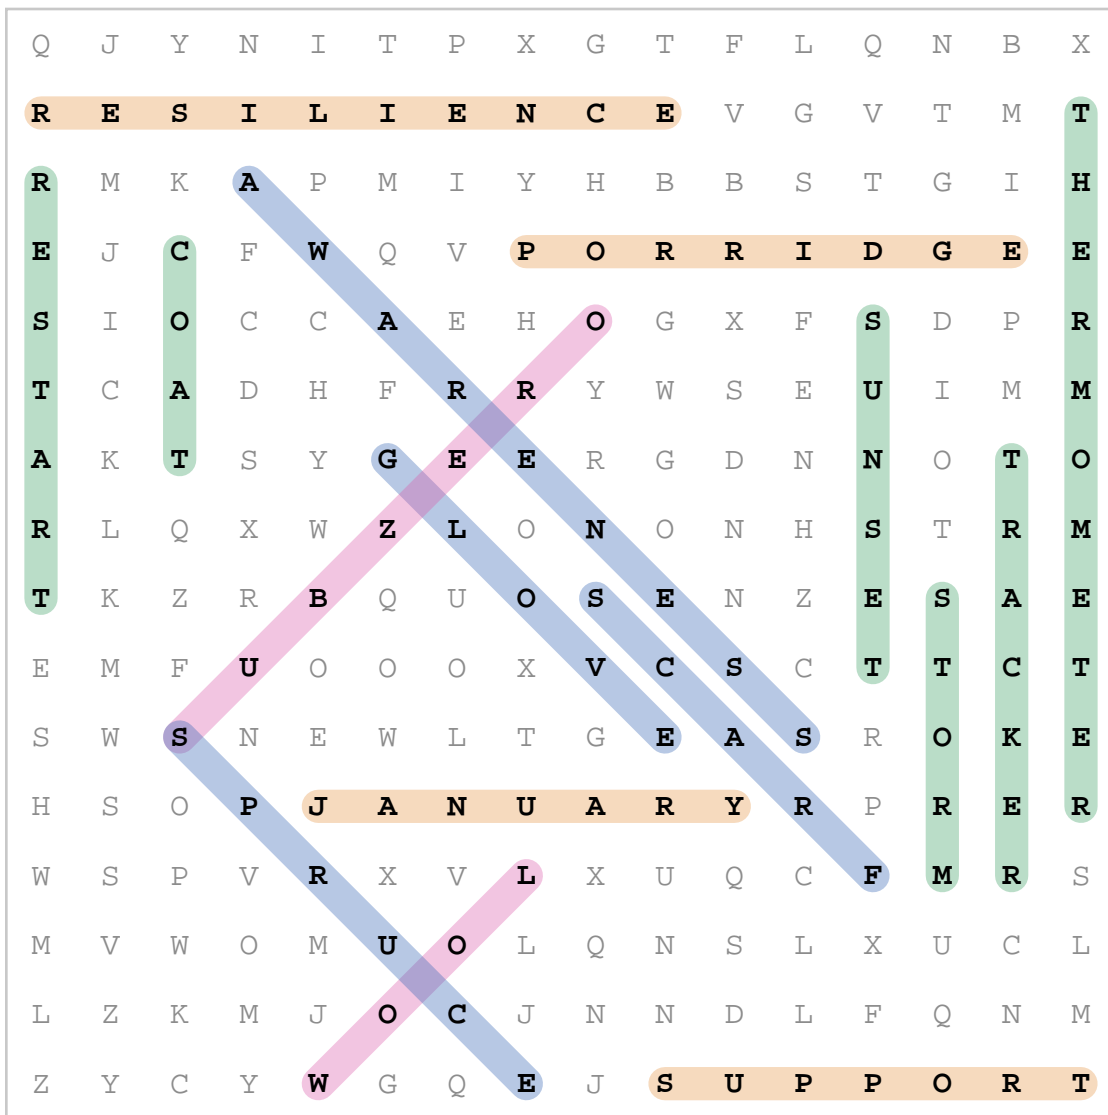 Q J Y N I T P X G T F L Q N B X
R E S I L I E N C E V G V T M T
R M K A P M I Y H B B S T G I H
E J C F W Q V P O R R I D G E E
S I O C C A E H O G X F S D P R
T C A D H F R R Y W S E U I M M
A K T S Y G E E R G D N N O T O
R L Q X W Z L O N O N H S T R M
T K Z R B Q U O S E N Z E S A E
E M F U O O O X V C S C T T C T
S W S N E W L T G E A S R O K E
H S O P J A N U A R Y R P R E R
W S P V R X V L X U Q C F M R S
M V W O M U O L Q N S L X U C L
L Z K M J O C J N N D L F Q N M
Z Y C Y W G Q E J S U P P O R T